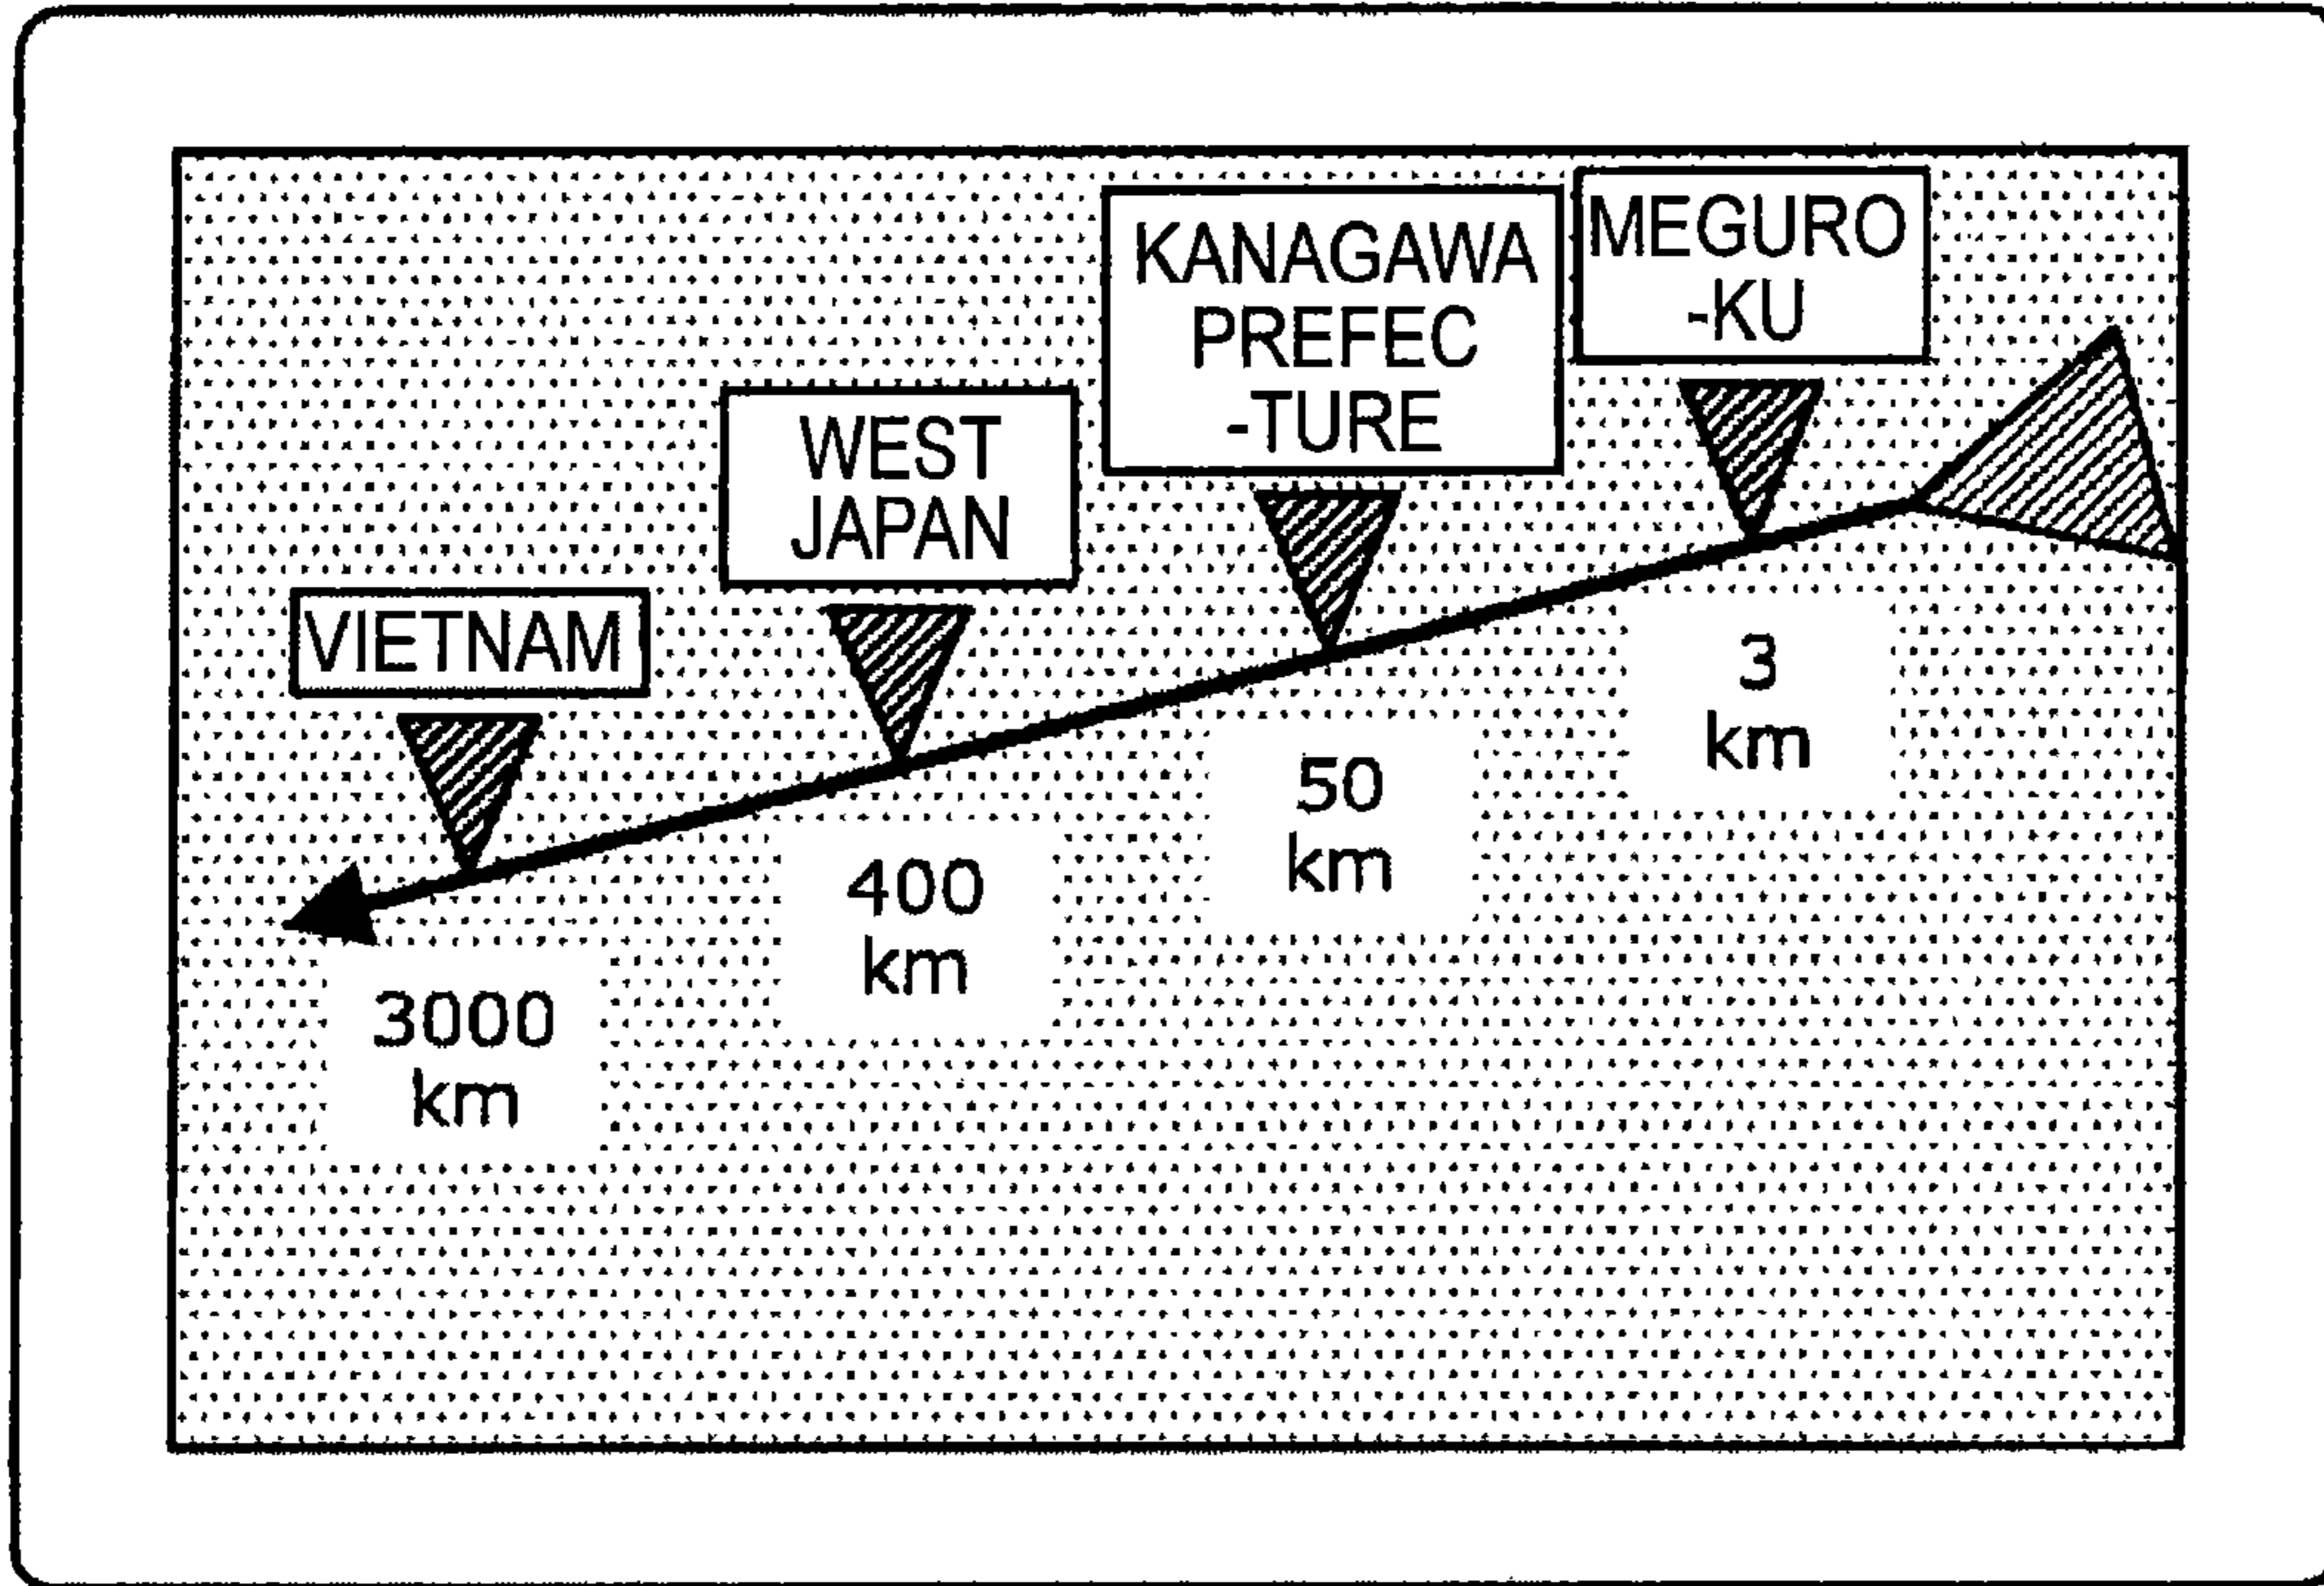 MEGURO
-KU
KANAGAWA
PREFEC
-TURE
WEST
JAPAN
VIETNAM
3
km
50
km
400
km
3000
km